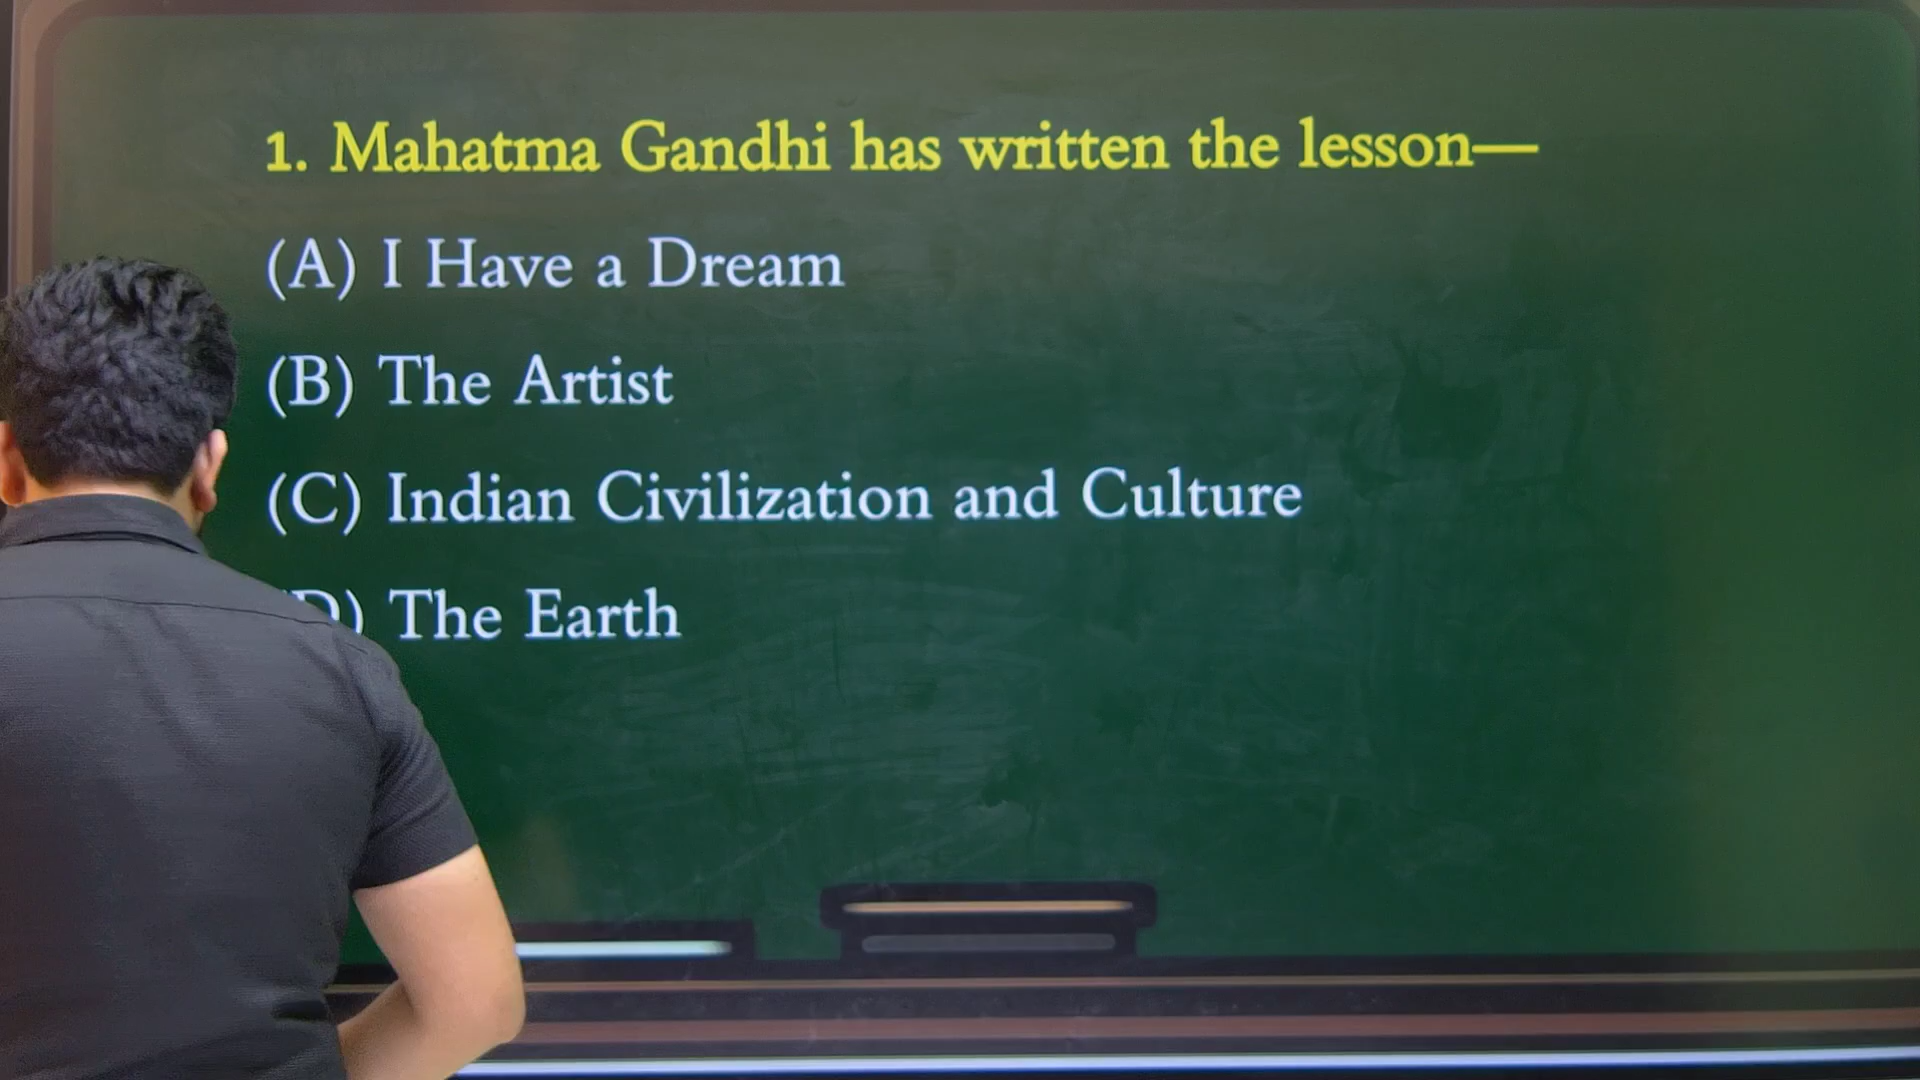 1. Mahatma Gandhi has written the lesson—
(A) I Have a Dream
(B) The Artist
(C) Indian Civilization and Culture
D) The Earth